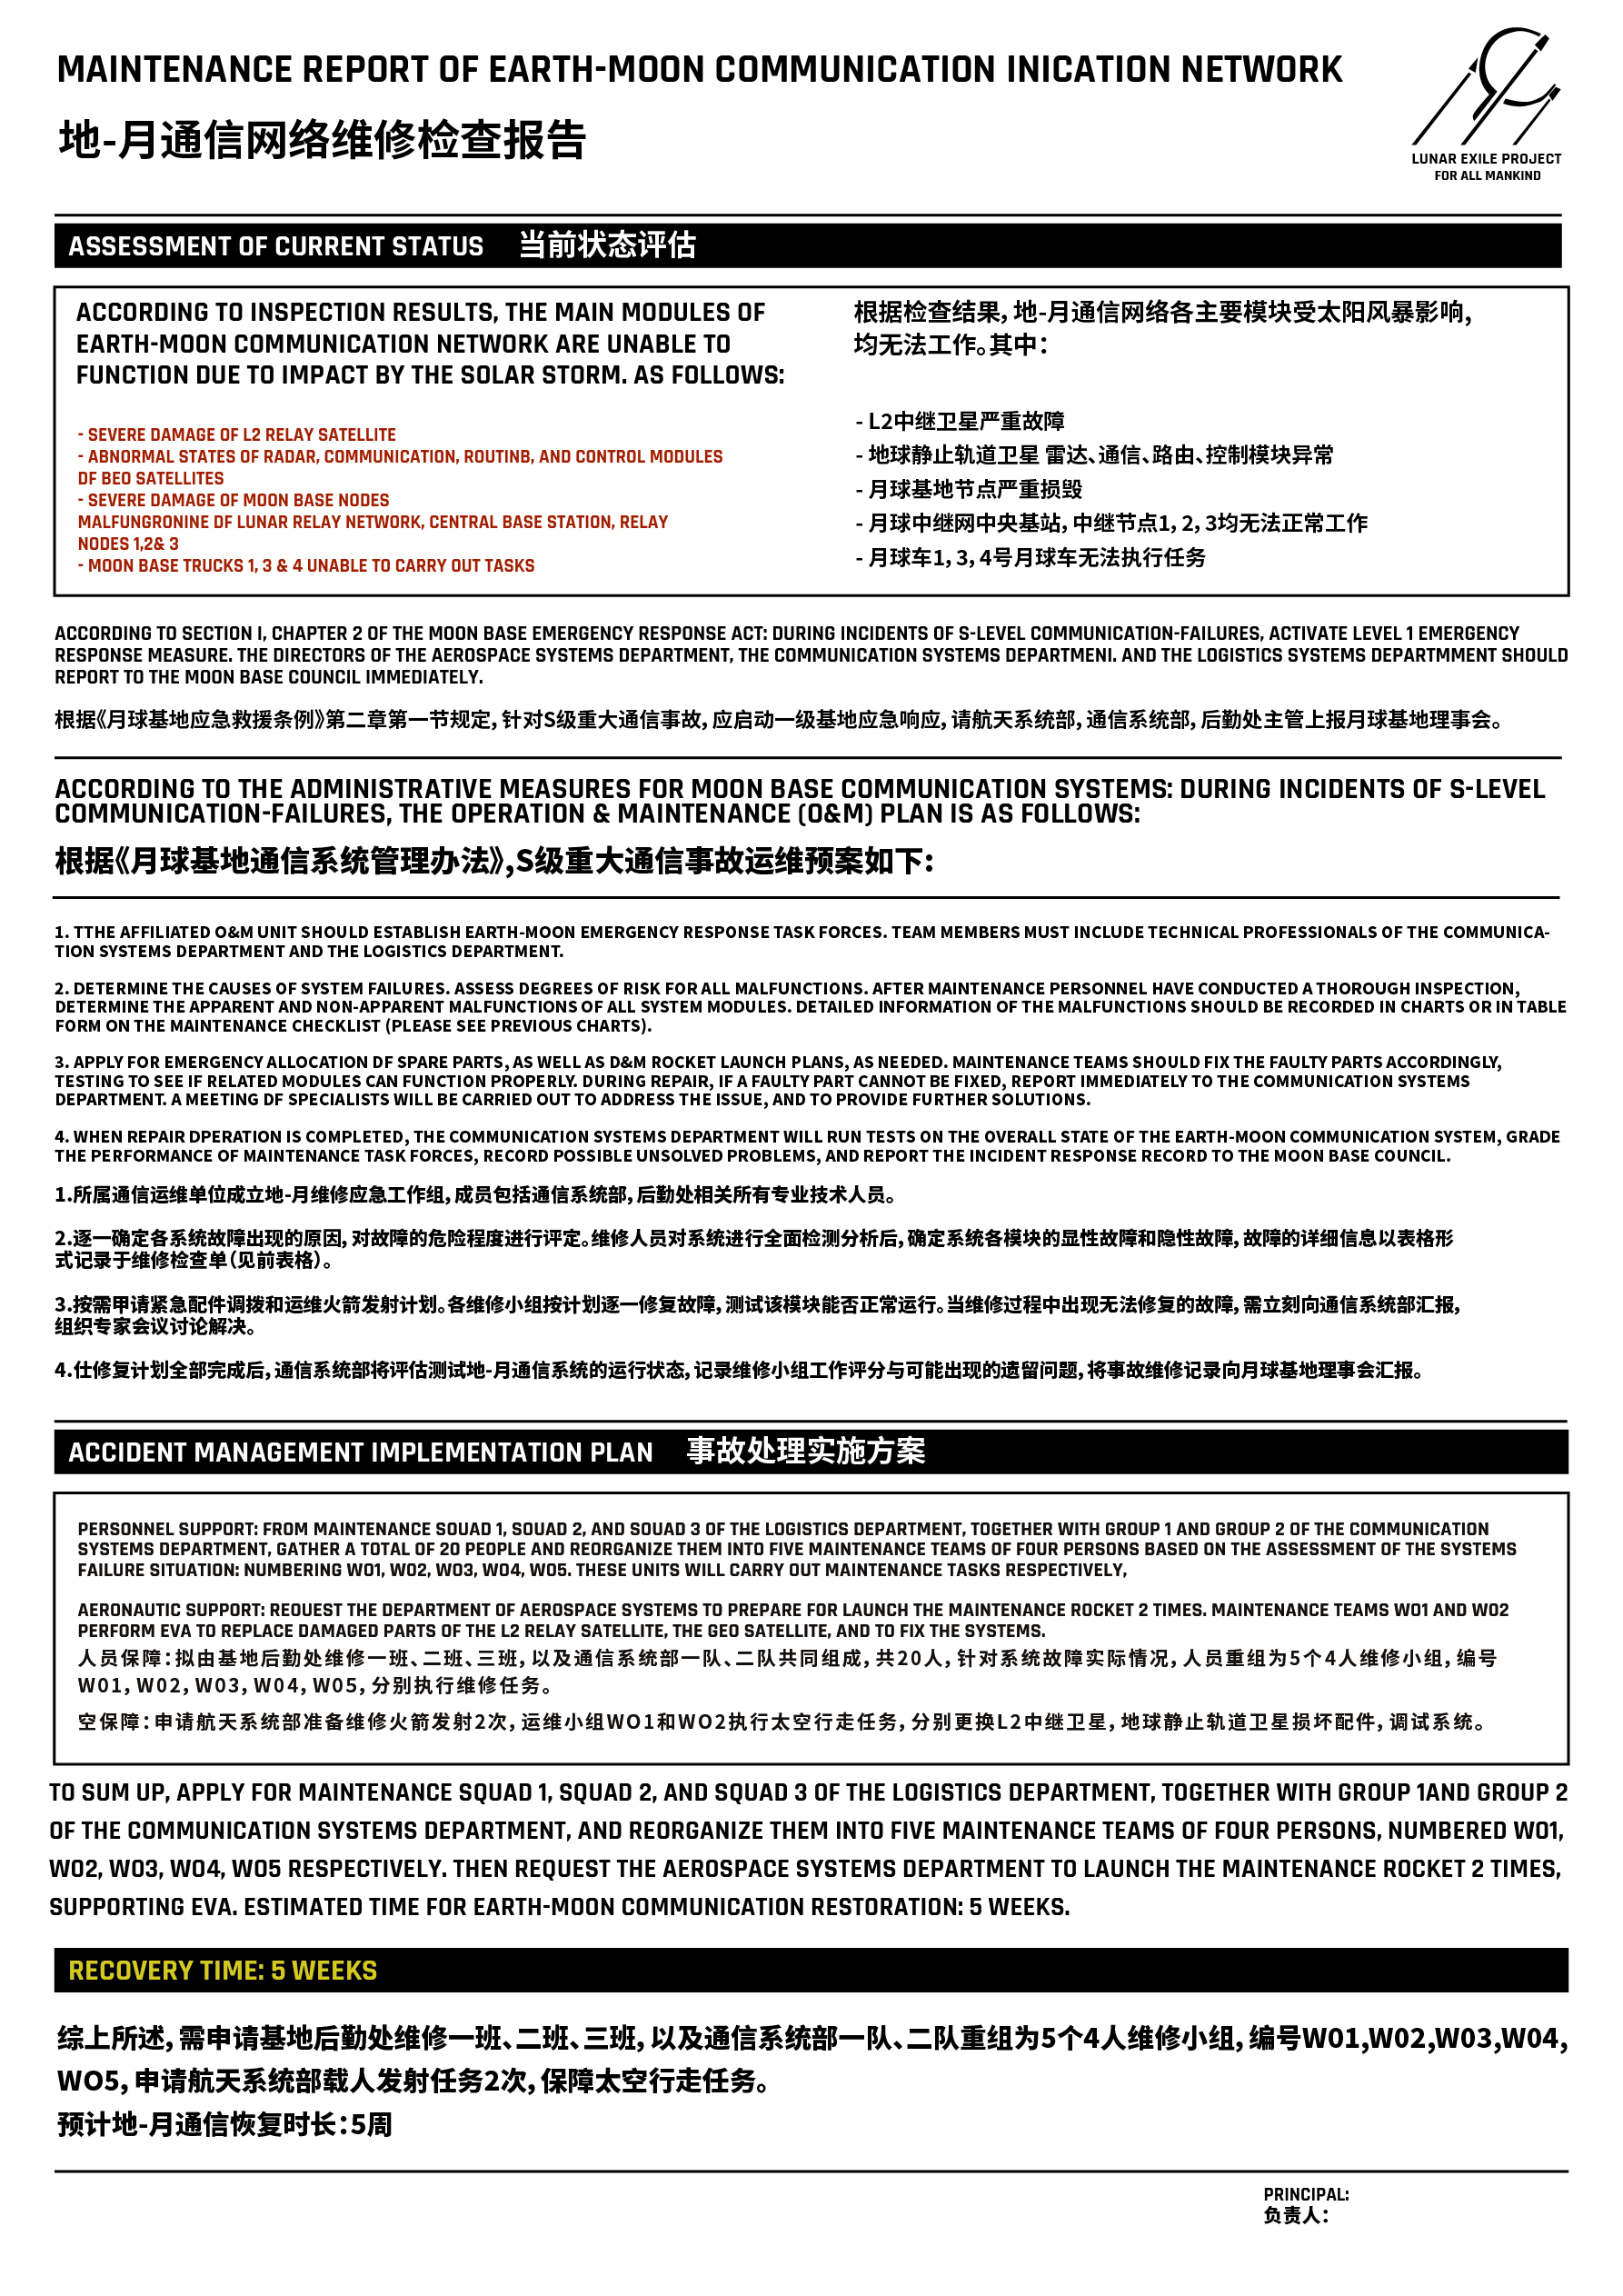 MAINTENANCE REPORT OF EARTH-MOON COMMUNICATION INICATION NETWORK
地-月通信网络维修检查报告
LUNAR EXILE PROJECT
FOR ALL MANKIND
ASSESSMENT OF CURRENT STATUS 当前状态评估
ACCORDING TO INSPECTION RESULTS, THE MAIN MODULES OF
EARTH-MOON COMMUNICATION NETWORK ARE UNABLE TO
FUNCTION DUE TO IMPACT BY THE SOLAR STORM. AS FOLLOWS:
- SEVERE DAMAGE OF L2 RELAY SATELLITE
- ABNORMAL STATES OF RADAR, COMMUNICATION, ROUTINB, AND CONTROL MODULES
DF BEO SATELLITES
- SEVERE DAMAGE OF MOON BASE NODES
MALFUNGRONINE DF LUNAR RELAY NETWORK, CENTRAL BASE STATION, RELAY
NODES 1,2& 3
- MOON BASE TRUCKS 1, 3 & 4 UNABLE TO CARRY OUT TASKS
根据检查结果，地-月通信网络各主要模块受太阳风暴影响，
均无法工作。其中：
- L2中继卫星严重故障
- 地球静止轨道卫星 雷达、通信、路由、控制模块异常
- 月球基地节点严重损毁
- 月球中继网中央基站，中继节点1，2，3均无法正常工作
- 月球车1，3，4号月球车无法执行任务
ACCORDING TO SECTION I, CHAPTER 2 OF THE MOON BASE EMERGENCY RESPONSE ACT: DURING INCIDENTS OF S-LEVEL COMMUNICATION-FAILURES, ACTIVATE LEVEL 1 EMERGENCY
RESPONSE MEASURE. THE DIRECTORS OF THE AEROSPACE SYSTEMS DEPARTMENT, THE COMMUNICATION SYSTEMS DEPARTMENI. AND THE LOGISTICS SYSTEMS DEPARTMMENT SHOULD
REPORT TO THE MOON BASE COUNCIL IMMEDIATELY.
根据《月球基地应急救援条例》第二章第一节规定，针对S级重大通信事故，应启动一级基地应急响应，请航天系统部，通信系统部，后勤处主管上报月球基地理事会。
ACCORDING TO THE ADMINISTRATIVE MEASURES FOR MOON BASE COMMUNICATION SYSTEMS: DURING INCIDENTS OF S-LEVEL
COMMUNICATION-FAILURES, THE OPERATION & MAINTENANCE (O&M) PLAN IS AS FOLLOWS:
根据《月球基地通信系统管理办法》,S级重大通信事故运维预案如下:
1. TTHE AFFILIATED O&M UNIT SHOULD ESTABLISH EARTH-MOON EMERGENCY RESPONSE TASK FORCES. TEAM MEMBERS MUST INCLUDE TECHNICAL PROFESSIONALS OF THE COMMUNICA-
TION SYSTEMS DEPARTMENT AND THE LOGISTICS DEPARTMENT.
2. DETERMINE THE CAUSES OF SYSTEM FAILURES. ASSESS DEGREES OF RISK FOR ALL MALFUNCTIONS. AFTER MAINTENANCE PERSONNEL HAVE CONDUCTED A THOROUGH INSPECTION,
DETERMINE THE APPARENT AND NON-APPARENT MALFUNCTIONS OF ALL SYSTEM MODULES. DETAILED INFORMATION OF THE MALFUNCTIONS SHOULD BE RECORDED IN CHARTS OR IN TABLE
FORM ON THE MAINTENANCE CHECKLIST (PLEASE SEE PREVIOUS CHARTS).
3. APPLY FOR EMERGENCY ALLOCATION DF SPARE PARTS, AS WELL AS D&M ROCKET LAUNCH PLANS, AS NEEDED. MAINTENANCE TEAMS SHOULD FIX THE FAULTY PARTS ACCORDINGLY,
TESTING TO SEE IF RELATED MODULES CAN FUNCTION PROPERLY. DURING REPAIR, IF A FAULTY PART CANNOT BE FIXED, REPORT IMMEDIATELY TO THE COMMUNICATION SYSTEMS
DEPARTMENT. A MEETING DF SPECIALISTS WILL BE CARRIED OUT TO ADDRESS THE ISSUE, AND TO PROVIDE FURTHER SOLUTIONS.
4. WHEN REPAIR DPERATION IS COMPLETED, THE COMMUNICATION SYSTEMS DEPARTMENT WILL RUN TESTS ON THE OVERALL STATE OF THE EARTH-MOON COMMUNICATION SYSTEM, GRADE
THE PERFORMANCE OF MAINTENANCE TASK FORCES, RECORD POSSIBLE UNSOLVED PROBLEMS, AND REPORT THE INCIDENT RESPONSE RECORD TO THE MOON BASE COUNCIL.
1.所属通信运维单位成立地-月维修应急工作组，成员包括通信系统部，后勤处相关所有专业技术人员。
2.逐一确定各系统故障出现的原因，对故障的危险程度进行评定。维修人员对系统进行全面检测分析后，确定系统各模块的显性故障和隐性故障，故障的详细信息以表格形
式记录于维修检查单（见前表格）。
3.按需甲请紧急配件调拨和运维火箭发射计划。各维修小组按计划逐一修复故障，测试该模块能否正常运行。当维修过程中出现无法修复的故障，需立刻向通信系统部汇报，
组织专家会议讨论解决。
4.仕修复计划全部完成后，通信系统部将评估测试地-月通信系统的运行状态，记录维修小组工作评分与可能出现的遗留问题，将事故维修记录向月球基地理事会汇报。
ACCIDENT MANAGEMENT IMPLEMENTATION PLAN 事故处理实施方案
PERSONNEL SUPPORT: FROM MAINTENANCE SQUAD 1, SOUAD 2, AND SOUAD 3 OF THE LOGISTICS DEPARTMENT, TOGETHER WITH GROUP 1 AND GROUP 2 OF THE COMMUNICATION
SYSTEMS DEPARTMENT, GATHER A TOTAL OF 20 PEOPLE AND REORGANIZE THEM INTO FIVE MAINTENANCE TEAMS OF FOUR PERSONS BASED ON THE ASSESSMENT OF THE SYSTEMS
FAILURE SITUATION: NUMBERING W01, W02, W03, W04, W05. THESE UNITS WILL CARRY OUT MAINTENANCE TASKS RESPECTIVELY,
AERONAUTIC SUPPORT: REOUEST THE DEPARTMENT OF AEROSPACE SYSTEMS TO PREPARE FOR LAUNCH THE MAINTENANCE ROCKET 2 TIMES. MAINTENANCE TEAMS W01 AND W02
PERFORM EVA TO REPLACE DAMAGED PARTS OF THE L2 RELAY SATELLITE, THE GEO SATELLITE, AND TO FIX THE SYSTEMS.
人员保障：拟由基地后勤处维修一班、二班、三班，以及通信系统部一队、二队共同组成，共20人，针对系统故障实际情况，人员重组为5个4人维修小组，编号
W01，W02，W03，W04，W05，分别执行维修任务。
空保障：申请航天系统部准备维修火箭发射2次，运维小组WO1和WO2执行太空行走任务，分别更换L2中继卫星，地球静止轨道卫星损坏配件，调试系统。
TO SUM UP, APPLY FOR MAINTENANCE SQUAD 1, SQUAD 2, AND SQUAD 3 OF THE LOGISTICS DEPARTMENT, TOGETHER WITH GROUP 1AND GROUP 2
OF THE COMMUNICATION SYSTEMS DEPARTMENT, AND REORGANIZE THEM INTO FIVE MAINTENANCE TEAMS OF FOUR PERSONS, NUMBERED W01,
W02, W03, W04, W05 RESPECTIVELY. THEN REQUEST THE AEROSPACE SYSTEMS DEPARTMENT TO LAUNCH THE MAINTENANCE ROCKET 2 TIMES,
SUPPORTING EVA. ESTIMATED TIME FOR EARTH-MOON COMMUNICATION RESTORATION: 5 WEEKS.
RECOVERY TIME: 5 WEEKS
综上所述，需申请基地后勤处维修一班、二班、三班，以及通信系统部一队、二队重组为5个4人维修小组，编号W01,W02,W03,W04,
WO5，申请航天系统部载人发射任务2次，保障太空行走任务。
预计地-月通信恢复时长：5周
PRINCIPAL:
负责人：